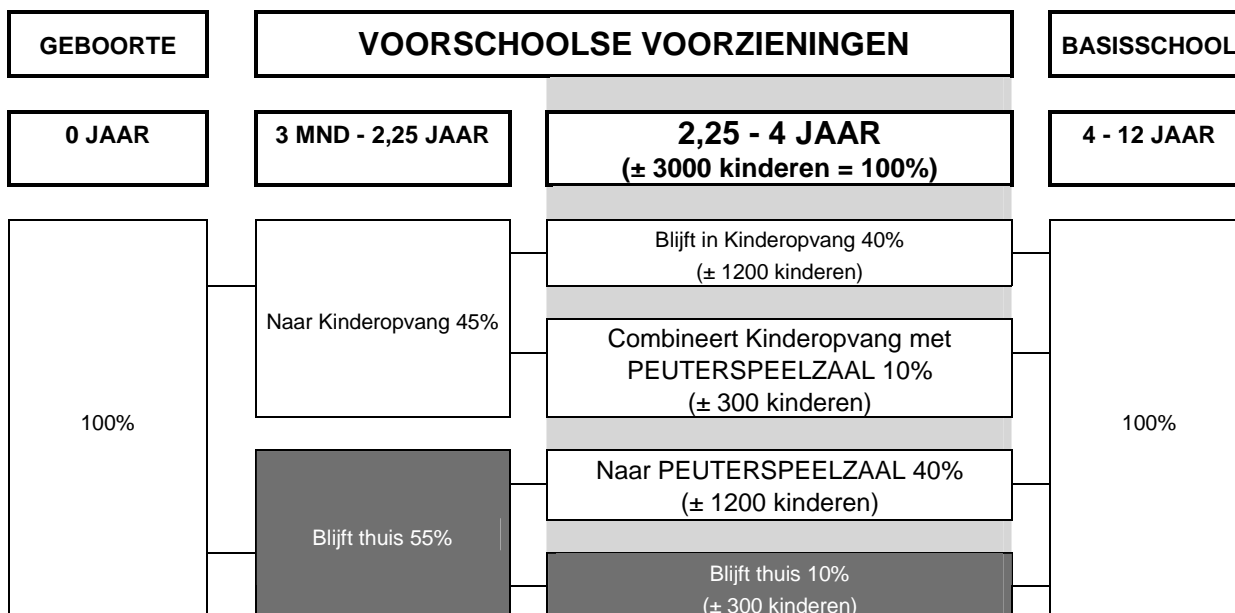 GEBOORTE
VOORSCHOOLSE VOORZIENINGEN
BASISSCHOOL
0 JAAR
3 MND - 2,25 JAAR
2,25 - 4 JAAR
(± 3000 kinderen = 100%)
4 - 12 JAAR
100%
Naar Kinderopvang 45%
Blijft thuis 55%
Blijft in Kinderopvang 40%
(± 1200 kinderen)
Combineert Kinderopvang met
PEUTERSPEELZAAL 10%
(± 300 kinderen)
Naar PEUTERSPEELZAAL 40%
(± 1200 kinderen)
Blijft thuis 10%
(± 300 kinderen)
100%